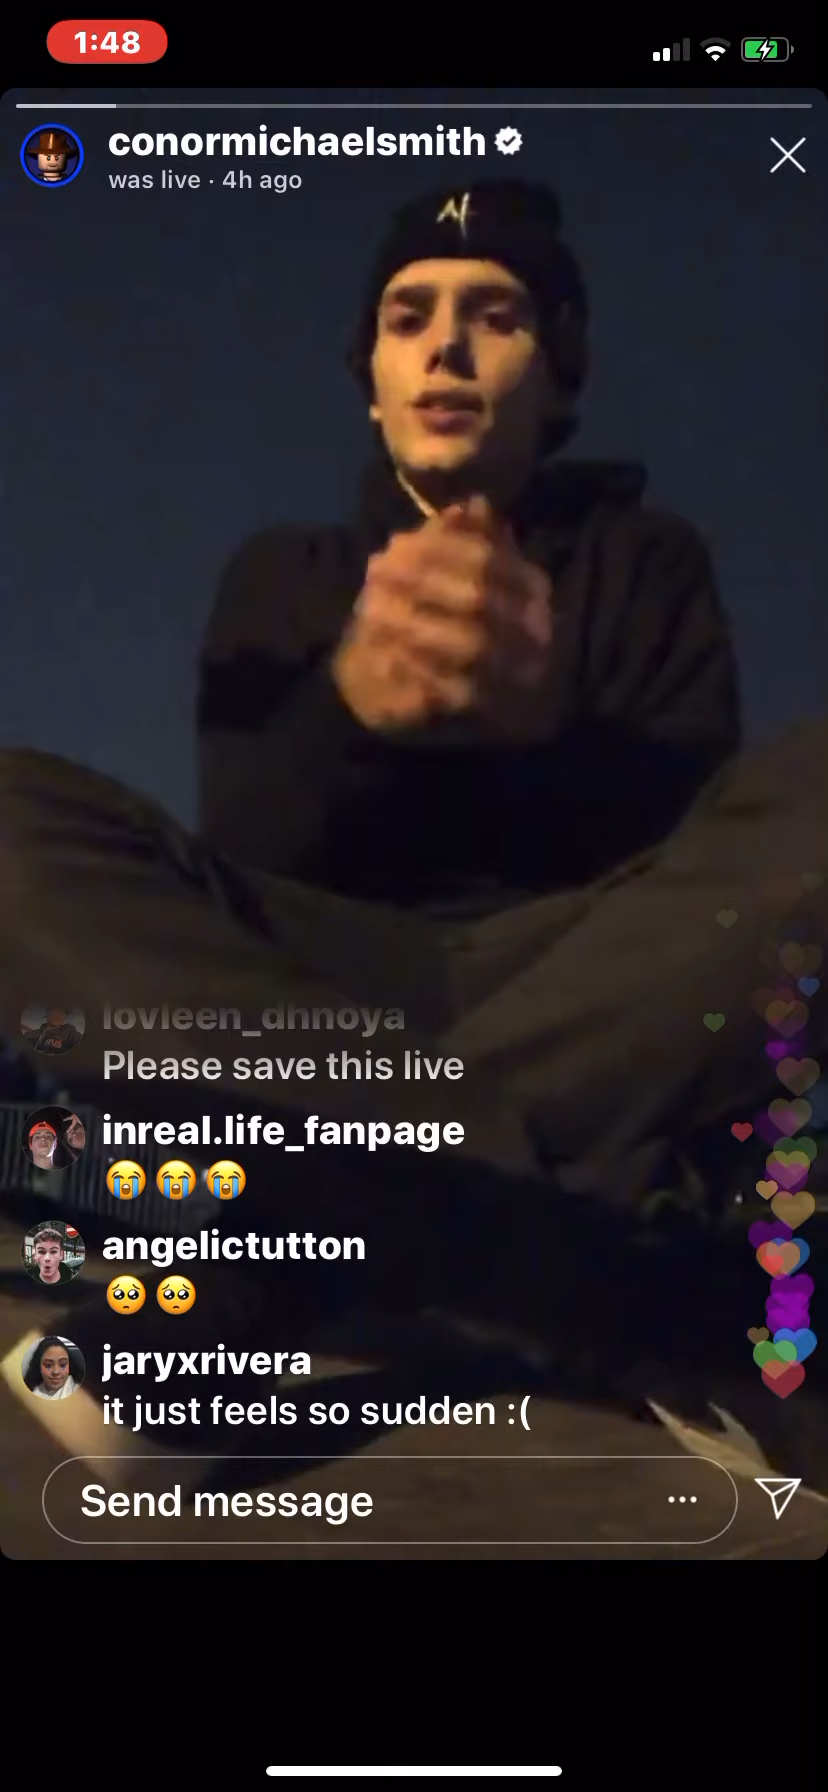 1:48
conormichaelsmith
was live · 4h ago
lovleen_dhnoya
Please save this live
inreal.life_fanpage
😭😭😭
angelictutton
🥺🥺
jaryxrivera
it just feels so sudden :(
Send message